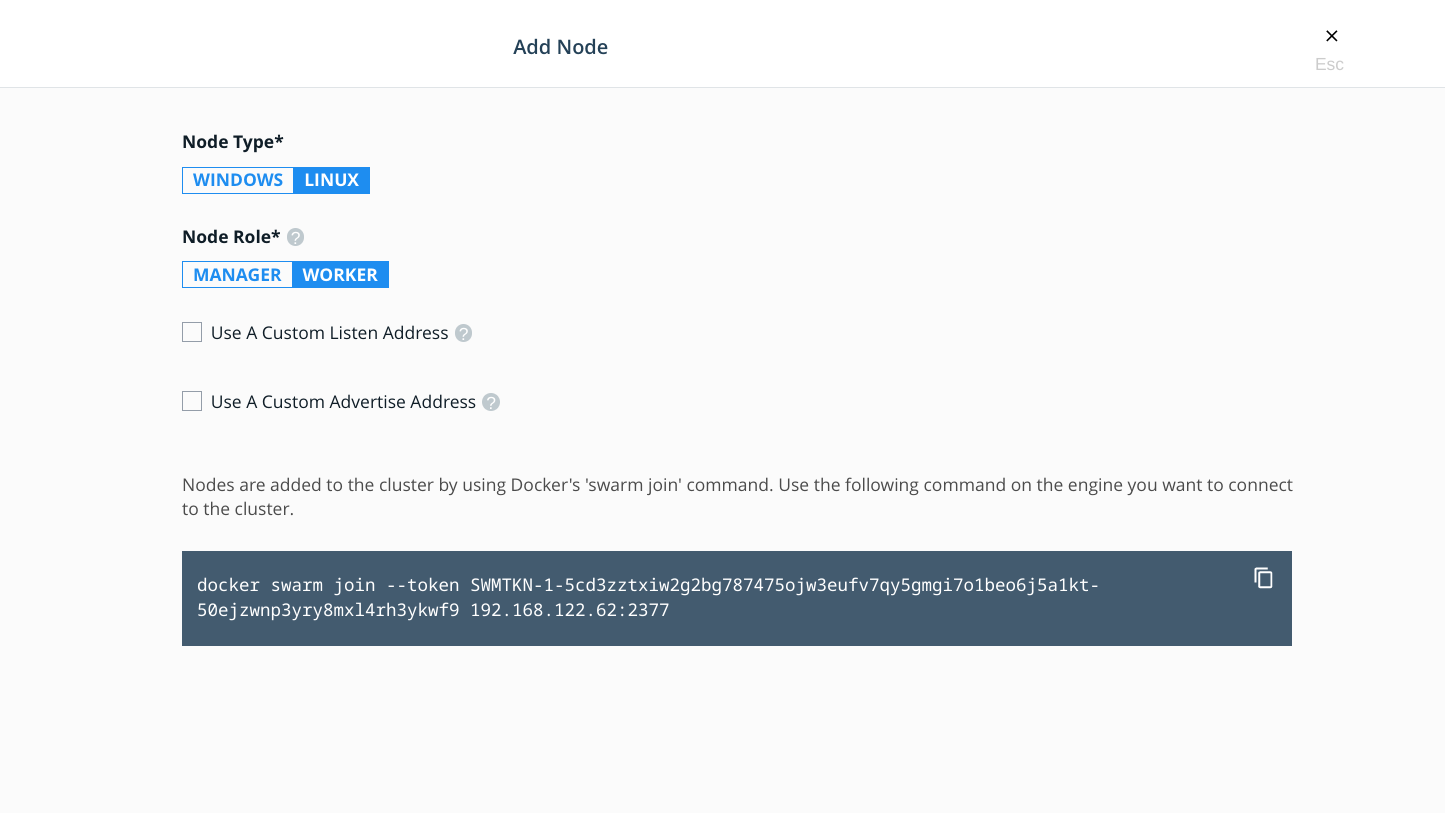 Add Node
Esc
Node Type*
WINDOWS LINUX
Node Role* ?
MANAGER WORKER
Use A Custom Listen Address ?
Use A Custom Advertise Address ?
Nodes are added to the cluster by using Docker's 'swarm join' command. Use the following command on the engine you want to connect
to the cluster.
docker swarm join --token SWMTKN-1-5cd3zztxiw2g2bg787475ojw3eufv7qy5gmgi7o1beo6j5a1kt-
50ejzwnp3yry8mxl4rh3ykwf9 192.168.122.62:2377